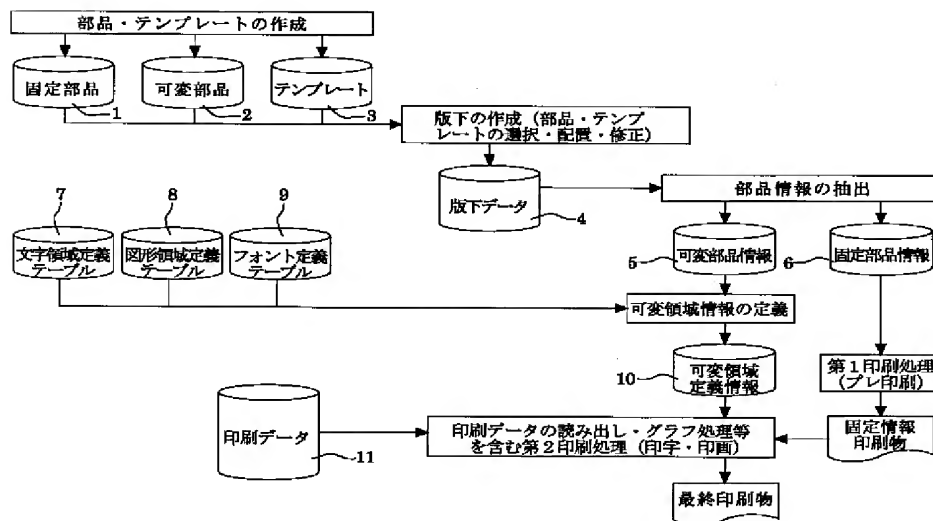 部品・テンプレートの作成
固定部品
可変部品
テンプレート
1
2
3
版下の作成（部品・テンプ
レートの選択・配置・修正）
版下データ
4
部品情報の抽出
7
8
9
文字領域定義
テーブル
図形領域定義
テーブル
フォント定義
テーブル
5
可変部品情報
6
固定部品情報
可変領域情報の定義
10
可変領域
定義情報
第１印刷処理
（プレ印刷）
印刷データ
11
印刷データの読み出し・グラフ処理等
を含む第２印刷処理（印字・印画）
固定情報
印刷物
最終印刷物